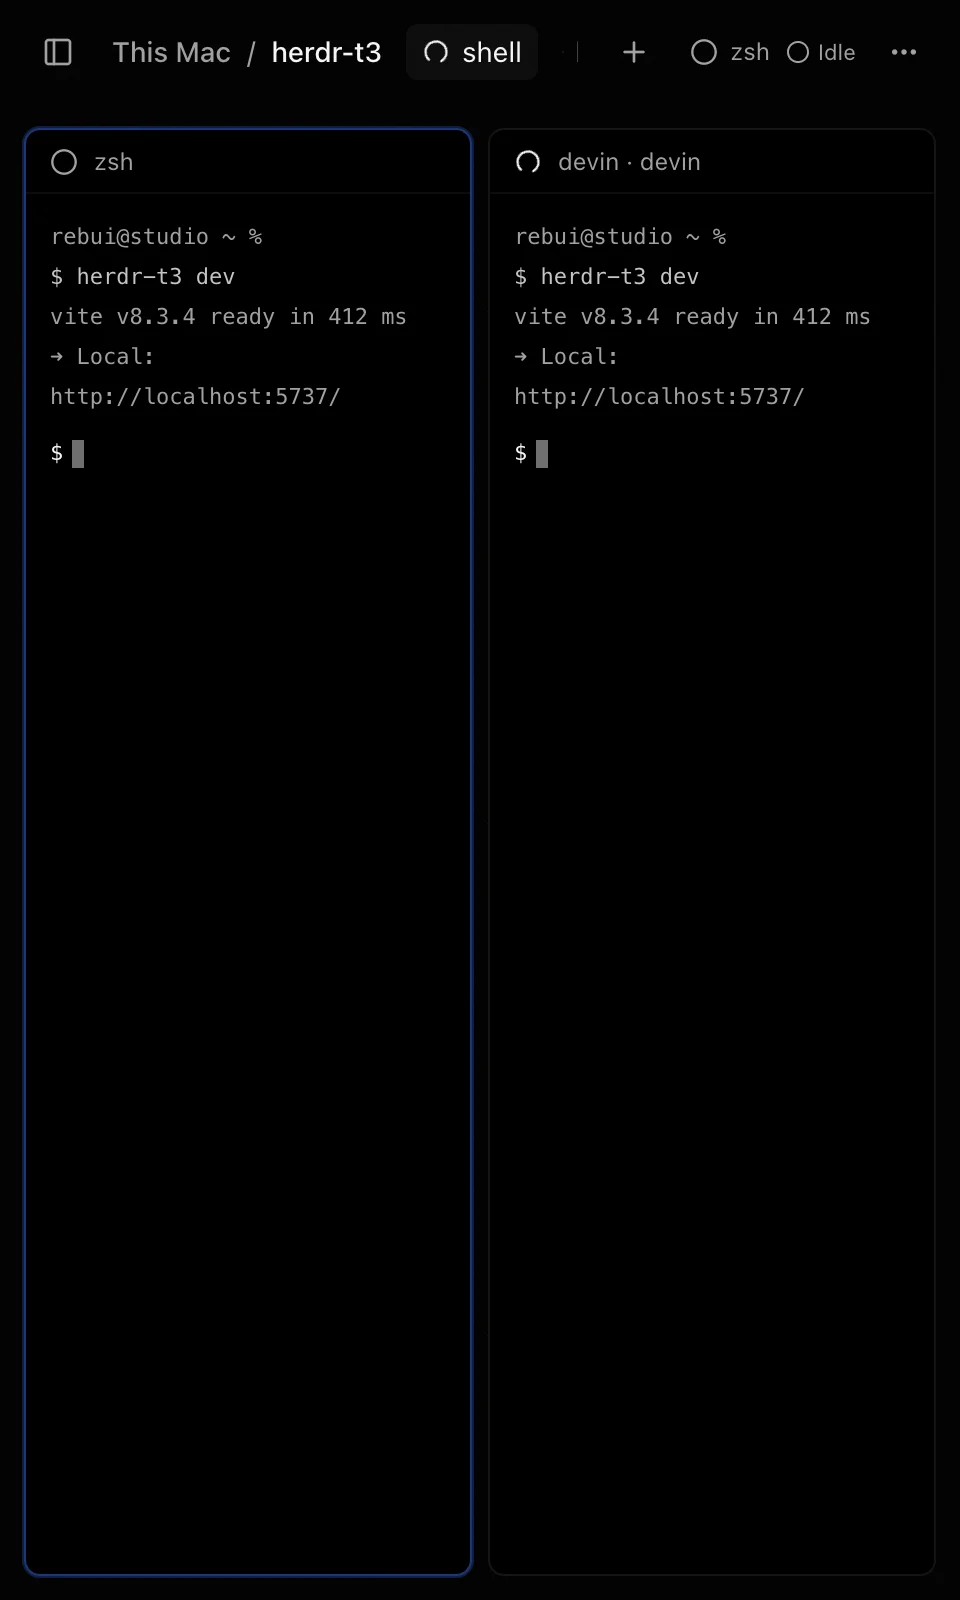 This Mac / herdr-t3 shell zsh Idle
zsh
rebui@studio ~ %
$ herdr-t3 dev
vite v8.3.4 ready in 412 ms
→ Local:
http://localhost:5737/
$
devin · devin
rebui@studio ~ %
$ herdr-t3 dev
vite v8.3.4 ready in 412 ms
→ Local:
http://localhost:5737/
$